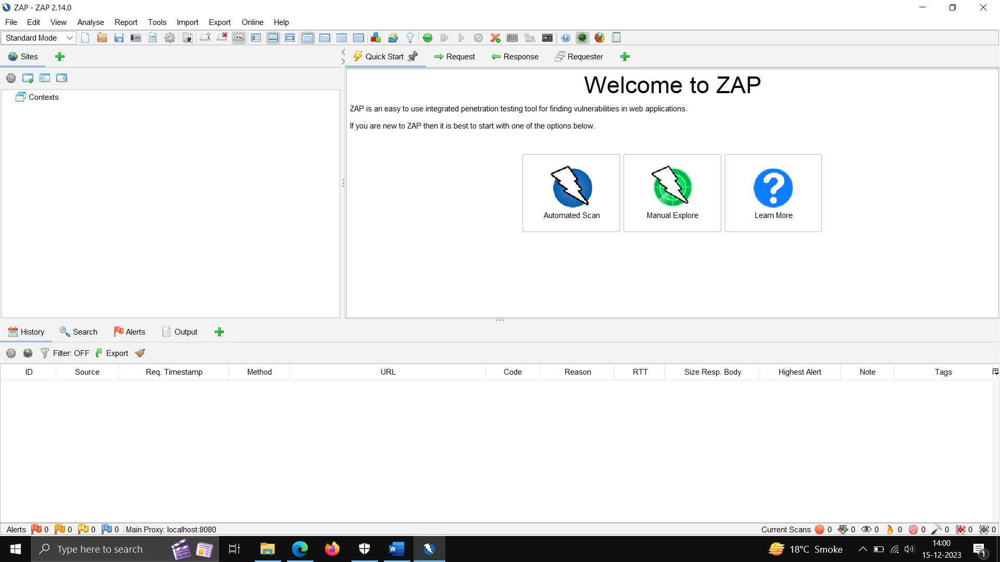 ZAP - ZAP 2.14.0
File Edit View Analyse Report Tools Import Export Online Help
Standard Mode
Sites
Quick Start Request Response Requester
Contexts
Welcome to ZAP
ZAP is an easy to use integrated penetration testing tool for finding vulnerabilities in web applications.
If you are new to ZAP then it is best to start with one of the options below.
Automated Scan Manual Explore Learn More
History Search Alerts Output
Filter: OFF Export
ID Source Req. Timestamp Method URL Code Reason RTT Size Resp. Body Highest Alert Note Tags
Alerts 0 0 0 0 Main Proxy: localhost:8080 Current Scans 0 0 0 0 0 0 0 0
Type here to search
18°C Smoke
14:00
15-12-2023
1